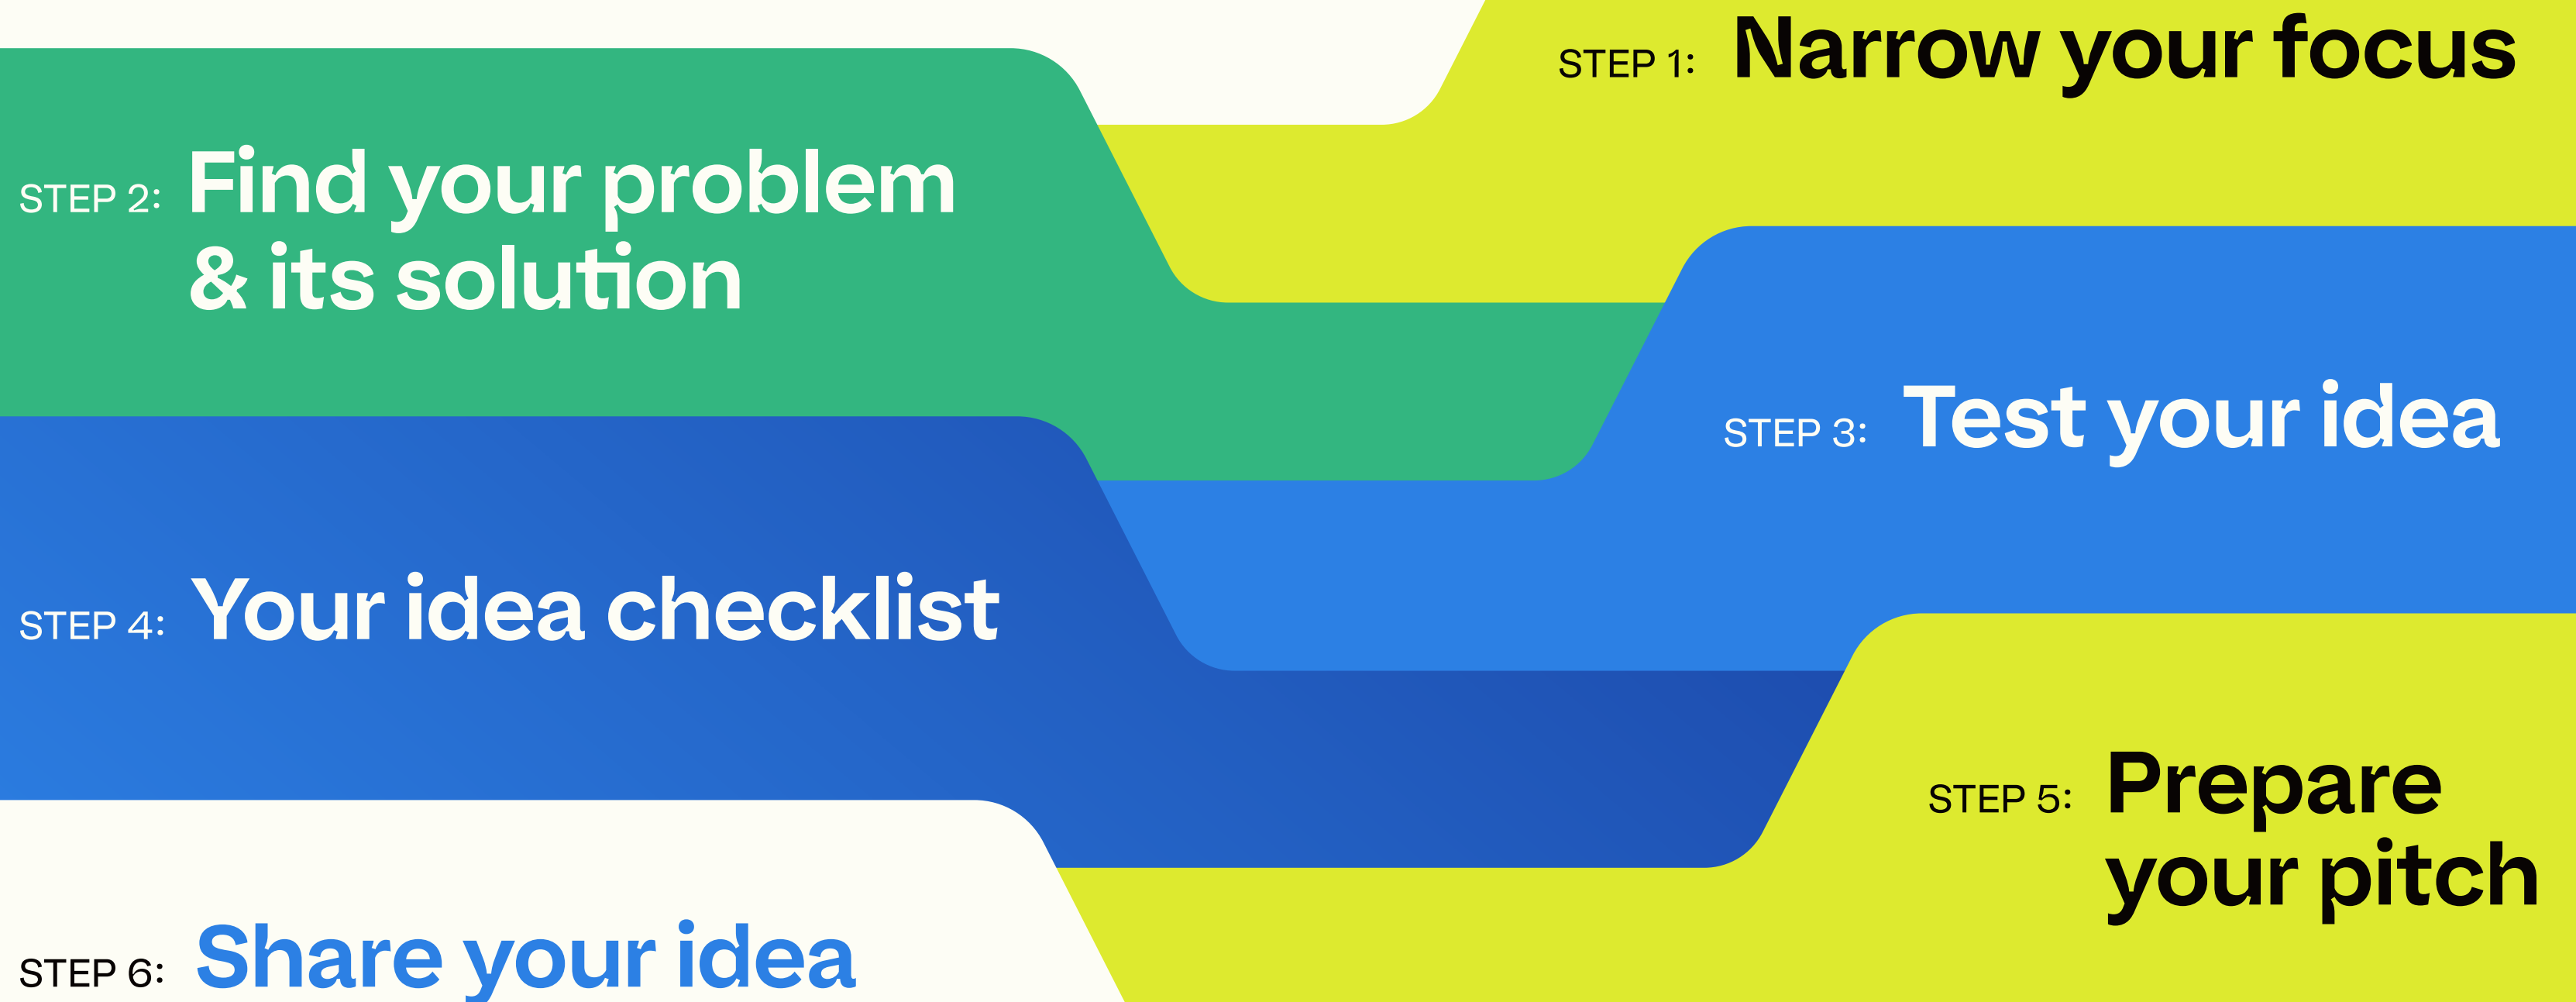 STEP 1: Narrow your focus
STEP 2: Find your problem
& its solution
STEP 3: Test your idea
STEP 4: Your idea checklist
STEP 5: Prepare
your pitch
STEP 6: Share your idea